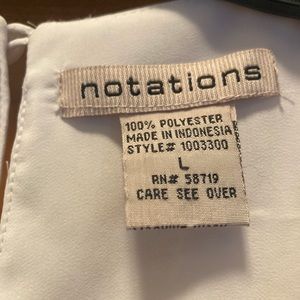 notations
100% POLYESTER
MADE IN INDONESIA
STYLE# 1003300
L
RN# 58719
CARE SEE OVER